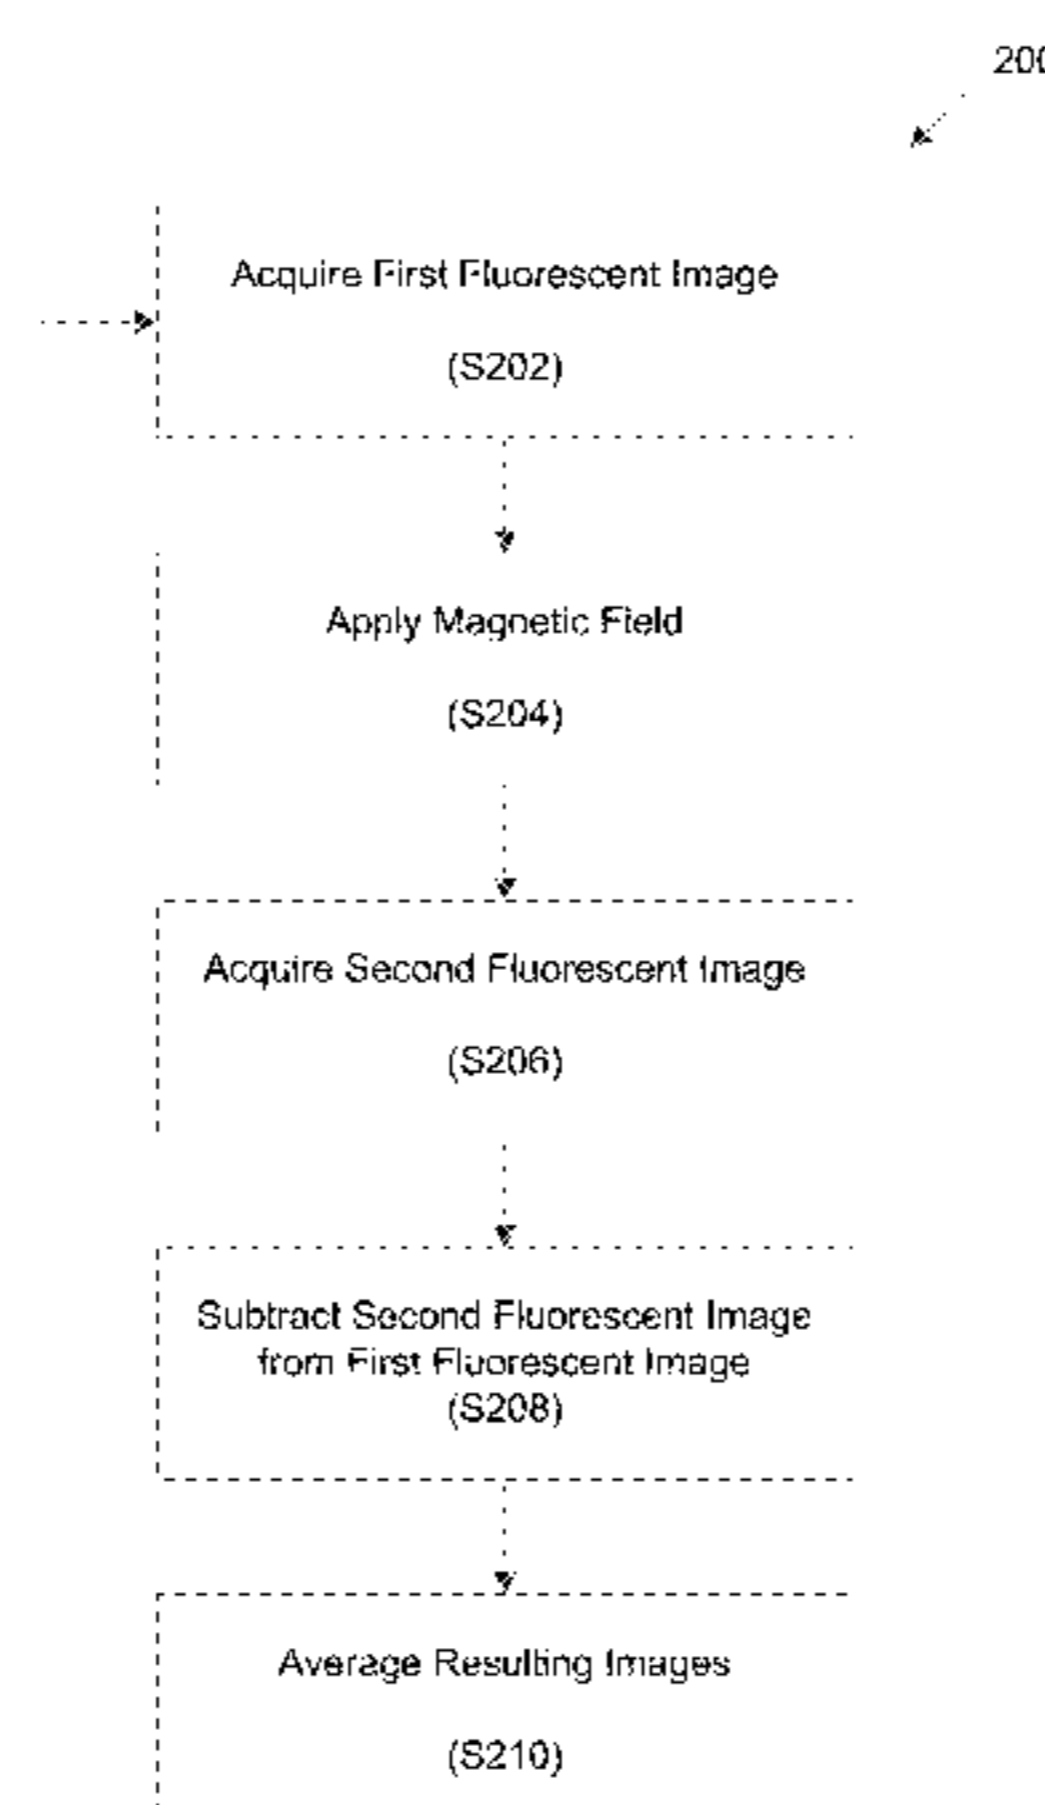 200
Acquire First Fluorescent Image
(S202)
Apply Magnetic Field
(S204)
Acquire Second Fluorescent Image
(S206)
Subtract Second Fluorescent Image
from First Fluorescent Image
(S208)
Average Resulting Images
(S210)